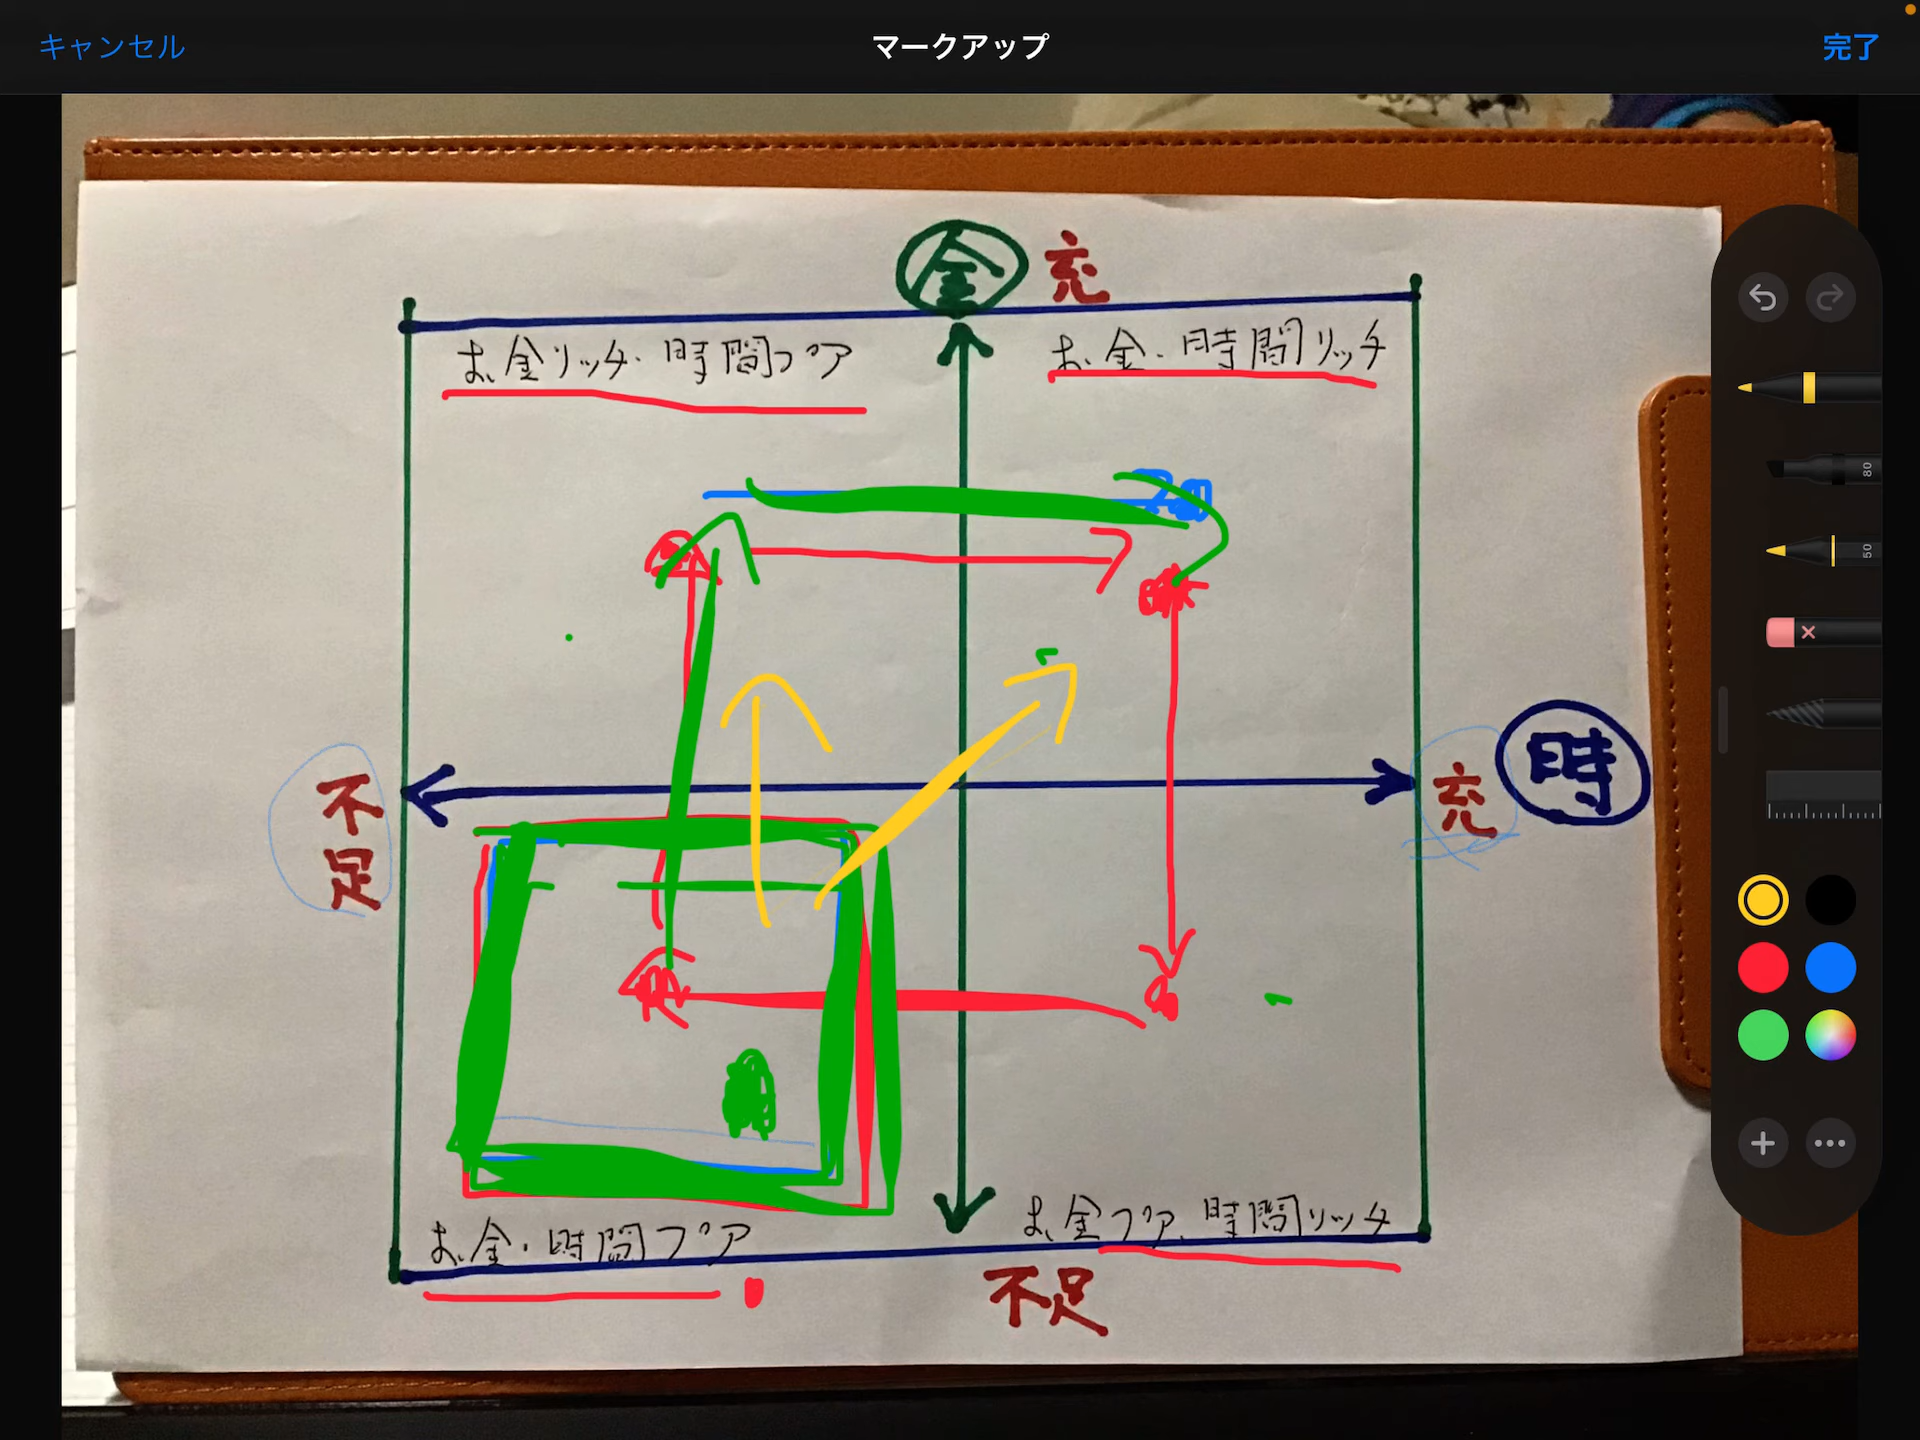 キャンセル
マークアップ
完了
金 充
お金リッチ・時間プア
お金・時間リッチ
80
50
不足
充 時
お金・時間プア
お金プア、時間リッチ
不足